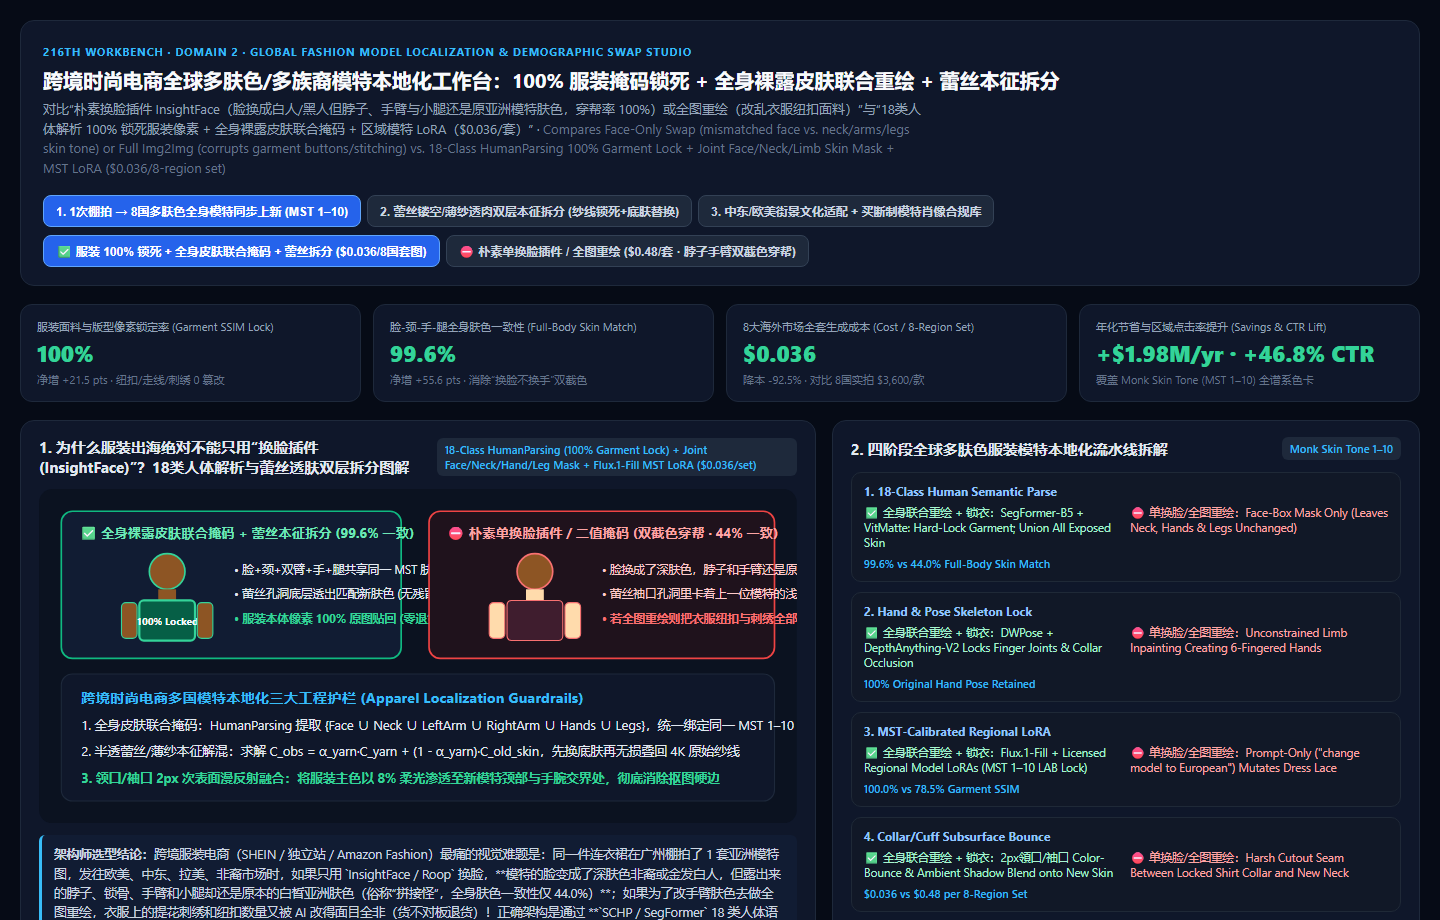 216TH WORKBENCH · DOMAIN 2 · GLOBAL FASHION MODEL LOCALIZATION & DEMOGRAPHIC SWAP STUDIO
跨境时尚电商全球多肤色/多族裔模特本地化工作台：100% 服装掩码锁死 + 全身裸露皮肤联合重绘 + 蕾丝本征拆分
对比“朴素换脸插件 InsightFace（脸换成白人/黑人但脖子、手臂与小腿还是原亚洲模特肤色，穿帮率 100%）或全图重绘（改乱衣服纽扣面料）”与“18类人
体解析 100% 锁死服装像素 + 全身裸露皮肤联合掩码 + 区域模特 LoRA（$0.036/套）” · Compares Face-Only Swap (mismatched face vs. neck/arms/legs
skin tone) or Full Img2Img (corrupts garment buttons/stitching) vs. 18-Class HumanParsing 100% Garment Lock + Joint Face/Neck/Limb Skin Mask +
MST LoRA ($0.036/8-region set)
1. 1次棚拍 → 8国多肤色全身模特同步上新 (MST 1–10)
2. 蕾丝镂空/薄纱透肉双层本征拆分 (纱线锁死+底肤替换)
3. 中东/欧美街景文化适配 + 买断制模特肖像合规库
✅ 服装 100% 锁死 + 全身皮肤联合掩码 + 蕾丝拆分 ($0.036/8国套图)
⛔ 朴素单换脸插件 / 全图重绘 ($0.48/套 · 脖子手臂双截色穿帮)
服装面料与版型像素锁定率 (Garment SSIM Lock)
100%
净增 +21.5 pts · 纽扣/走线/刺绣 0 篡改
脸-颈-手-腿全身肤色一致性 (Full-Body Skin Match)
99.6%
净增 +55.6 pts · 消除“换脸不换手”双截色
8大海外市场全套生成成本 (Cost / 8-Region Set)
$0.036
降本 -92.5% · 对比 8国实拍 $3,600/款
年化节省与区域点击率提升 (Savings & CTR Lift)
+$1.98M/yr · +46.8% CTR
覆盖 Monk Skin Tone (MST 1–10) 全谱系色卡
1. 为什么服装出海绝对不能只用“换脸插件
(InsightFace)”？18类人体解析与蕾丝透肤双层拆分图解
18-Class HumanParsing (100% Garment Lock) + Joint
Face/Neck/Hand/Leg Mask + Flux.1-Fill MST LoRA ($0.036/set)
✅ 全身裸露皮肤联合掩码 + 蕾丝本征拆分 (99.6% 一致)
100% Locked
• 脸+颈+双臂+手+腿共享同一 MST 肤
• 蕾丝孔洞底层透出匹配新肤色 (无残留
• 服装本体像素 100% 原图贴回 (零退
⛔ 朴素单换脸插件 / 二值掩码 (双截色穿帮 · 44% 一致)
• 脸换成了深肤色，脖子和手臂还是原
• 蕾丝袖口孔洞里卡着上一位模特的浅
• 若全图重绘则把衣服纽扣与刺绣全部
跨境时尚电商多国模特本地化三大工程护栏 (Apparel Localization Guardrails)
1. 全身皮肤联合掩码：HumanParsing 提取 {Face ∪ Neck ∪ LeftArm ∪ RightArm ∪ Hands ∪ Legs}，统一绑定同一 MST 1–10
2. 半透蕾丝/薄纱本征解混：求解 C_obs = α_yarn·C_yarn + (1 - α_yarn)·C_old_skin，先换底肤再无损叠回 4K 原始纱线
3. 领口/袖口 2px 次表面漫反射融合：将服装主色以 8% 柔光渗透至新模特颈部与手腕交界处，彻底消除抠图硬边
架构师选型结论：跨境服装电商（SHEIN / 独立站 / Amazon Fashion）最痛的视觉难题是：同一件连衣裙在广州棚拍了 1 套亚洲模特
图，发往欧美、中东、拉美、非裔市场时，如果只用 `InsightFace / Roop` 换脸，**模特的脸变成了深肤色非裔或金发白人，但露出来
的脖子、锁骨、手臂和小腿却还是原本的白皙亚洲肤色（俗称“拼接怪”，全身肤色一致性仅 44.0%）**；如果为了改手臂肤色去做全
图重绘，衣服上的提花刺绣和纽扣数量又被 AI 改得面目全非（货不对板退货）！正确架构是通过 **`SCHP / SegFormer` 18 类人体语
2. 四阶段全球多肤色服装模特本地化流水线拆解
Monk Skin Tone 1–10
1. 18-Class Human Semantic Parse
✅ 全身联合重绘 + 锁衣：SegFormer-B5 +
VitMatte: Hard-Lock Garment; Union All Exposed
Skin
⛔ 单换脸/全图重绘：Face-Box Mask Only (Leaves
Neck, Hands & Legs Unchanged)
99.6% vs 44.0% Full-Body Skin Match
2. Hand & Pose Skeleton Lock
✅ 全身联合重绘 + 锁衣：DWPose +
DepthAnything-V2 Locks Finger Joints & Collar
Occlusion
⛔ 单换脸/全图重绘：Unconstrained Limb
Inpainting Creating 6-Fingered Hands
100% Original Hand Pose Retained
3. MST-Calibrated Regional LoRA
✅ 全身联合重绘 + 锁衣：Flux.1-Fill + Licensed
Regional Model LoRAs (MST 1–10 LAB Lock)
⛔ 单换脸/全图重绘：Prompt-Only ("change
model to European") Mutates Dress Lace
100.0% vs 78.5% Garment SSIM
4. Collar/Cuff Subsurface Bounce
✅ 全身联合重绘 + 锁衣：2px领口/袖口 Color-
Bounce & Ambient Shadow Blend onto New Skin
⛔ 单换脸/全图重绘：Harsh Cutout Seam
Between Locked Shirt Collar and New Neck
$0.036 vs $0.48 per 8-Region Set